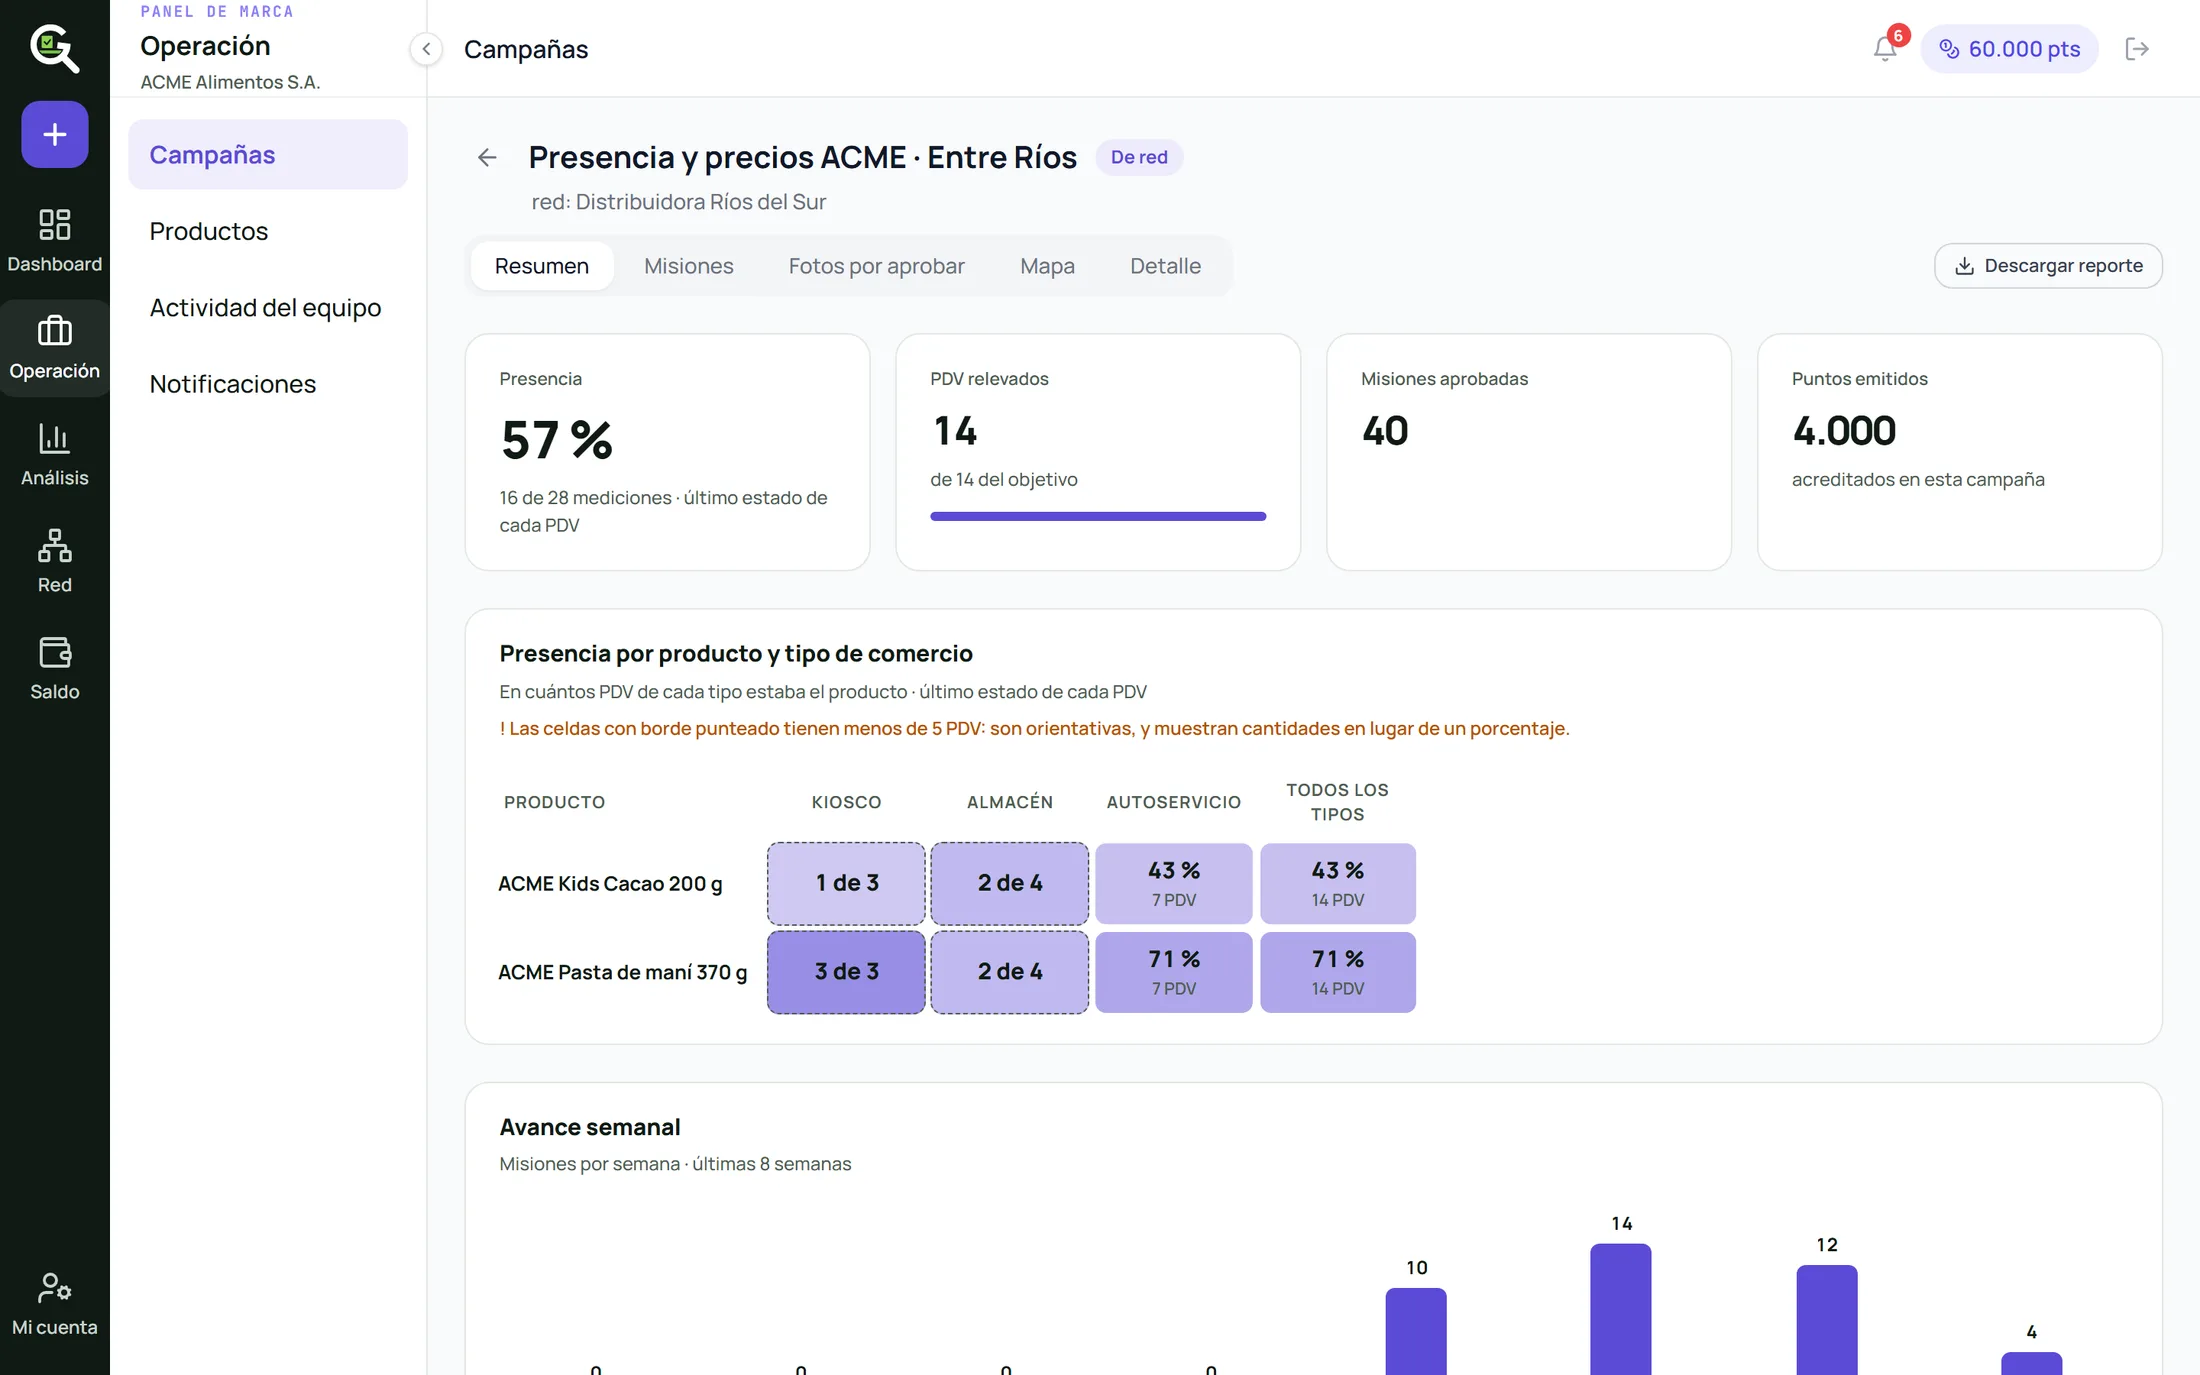 PANEL DE MARCA
Operación
ACME Alimentos S.A.
Campañas
6
60.000 pts
Dashboard
Operación
Análisis
Red
Saldo
Mi cuenta
Campañas
Productos
Actividad del equipo
Notificaciones
Presencia y precios ACME · Entre Ríos
De red
red: Distribuidora Ríos del Sur
Resumen
Misiones
Fotos por aprobar
Mapa
Detalle
Descargar reporte
Presencia
57 %
16 de 28 mediciones · último estado de
cada PDV
PDV relevados
14
de 14 del objetivo
Misiones aprobadas
40
Puntos emitidos
4.000
acreditados en esta campaña
Presencia por producto y tipo de comercio
En cuántos PDV de cada tipo estaba el producto · último estado de cada PDV
! Las celdas con borde punteado tienen menos de 5 PDV: son orientativas, y muestran cantidades en lugar de un porcentaje.
PRODUCTO KIOSCO ALMACÉN AUTOSERVICIO TODOS LOS
TIPOS
ACME Kids Cacao 200 g 1 de 3 2 de 4 43 % 43 %
7 PDV 14 PDV
ACME Pasta de maní 370 g 3 de 3 2 de 4 71 % 71 %
7 PDV 14 PDV
Avance semanal
Misiones por semana · últimas 8 semanas
0 0 0 0 10 14 12 4